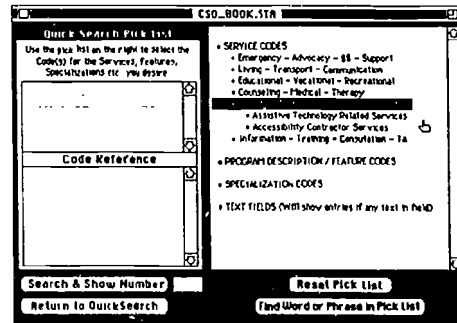 CSO_BOOK.STA
Quick Search Pick List
Use the pick list on the right to select the
Code(s) for the Services, Features,
Specializations etc. you desire
Code Reference
Search & Show Number
Return to QuickSearch
• SERVICE CODES
• Emergency - Advocacy - $$ - Support
• Living - Transport - Communication
• Educational - Vocational - Recreational
• Counseling - Medical - Therapy
• Assistive Technology Related Services
• Accessibility Contractor Services
• Information - Training - Consultation - TA
• PROGRAM DESCRIPTION / FEATURE CODES
• SPECIALIZATION CODES
• TEXT FIELDS (Will show entries if any text in field)
Reset Pick List
Find Word or Phrase in Pick List